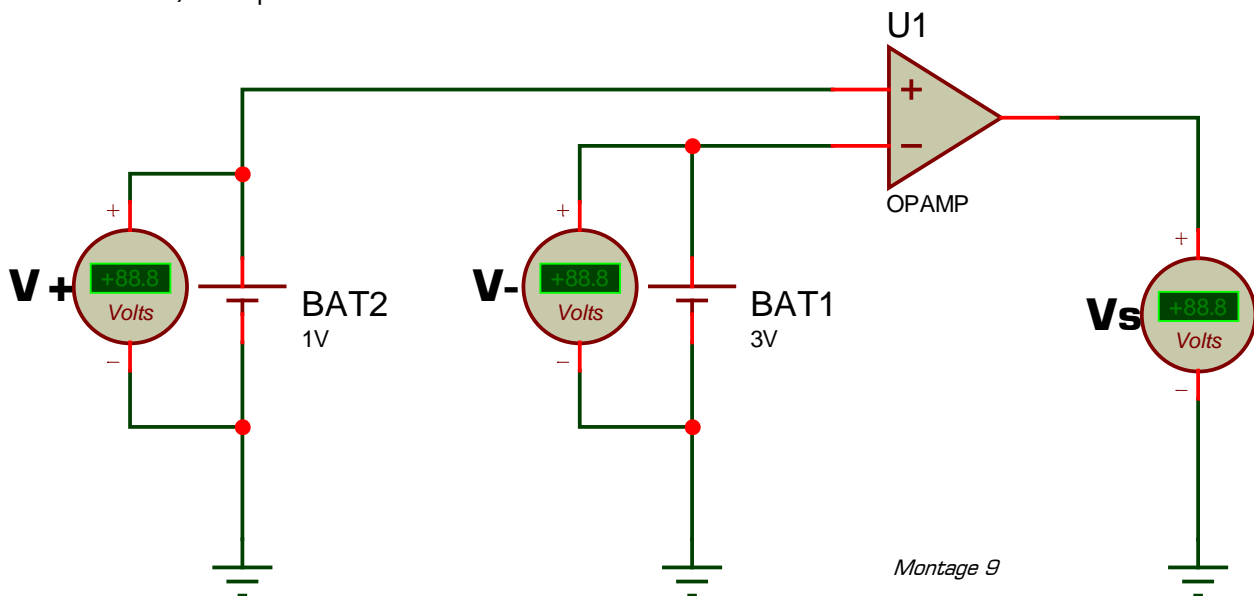 U1
+
−
OPAMP
+
V+
+88.8
Volts
−
BAT2
1V
+
V-
+88.8
Volts
−
BAT1
3V
+
Vs
+88.8
Volts
−
Montage 9